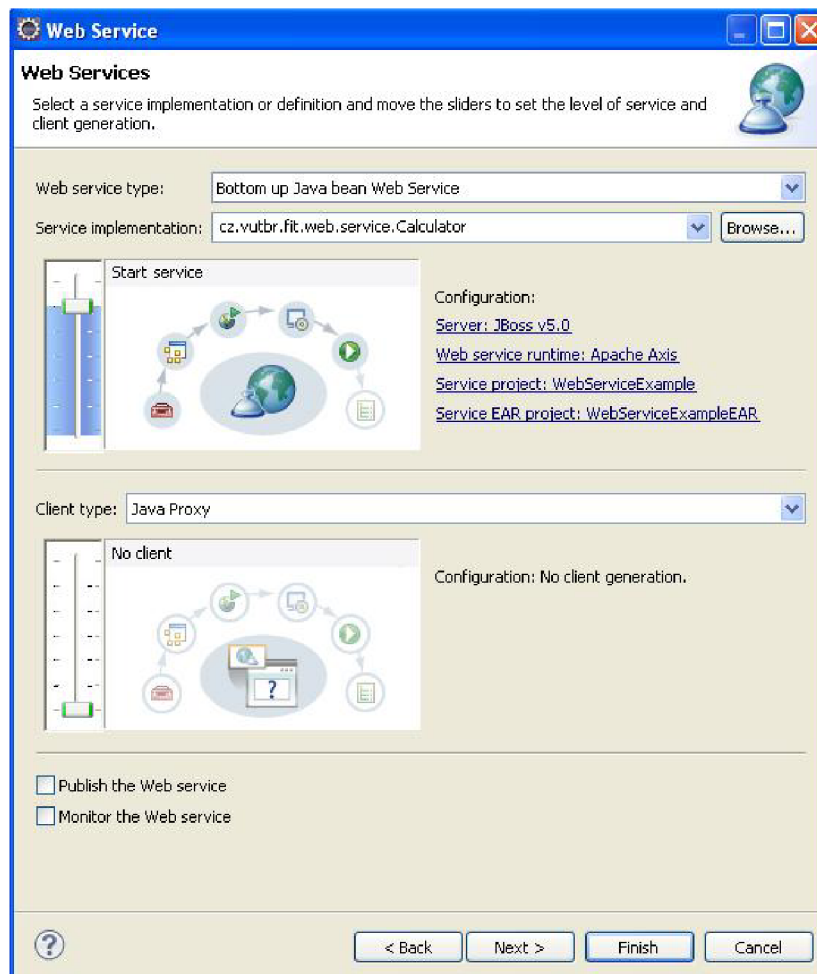 Web Service
Web Services
Select a service implementation or definition and move the sliders to set the level of service and
client generation.
Web service type: Bottom up Java bean Web Service
Service implementation: cz.vutbr.fit.web.service.Calculator Browse...
Start service
Configuration:
Server: JBoss v5.0
Web service runtime: Apache Axis
Service project: WebServiceExample
Service EAR project: WebServiceExampleEAR
Client type: Java Proxy
No client
Configuration: No client generation.
?
Publish the Web service
Monitor the Web service
? < Back Next > Finish Cancel